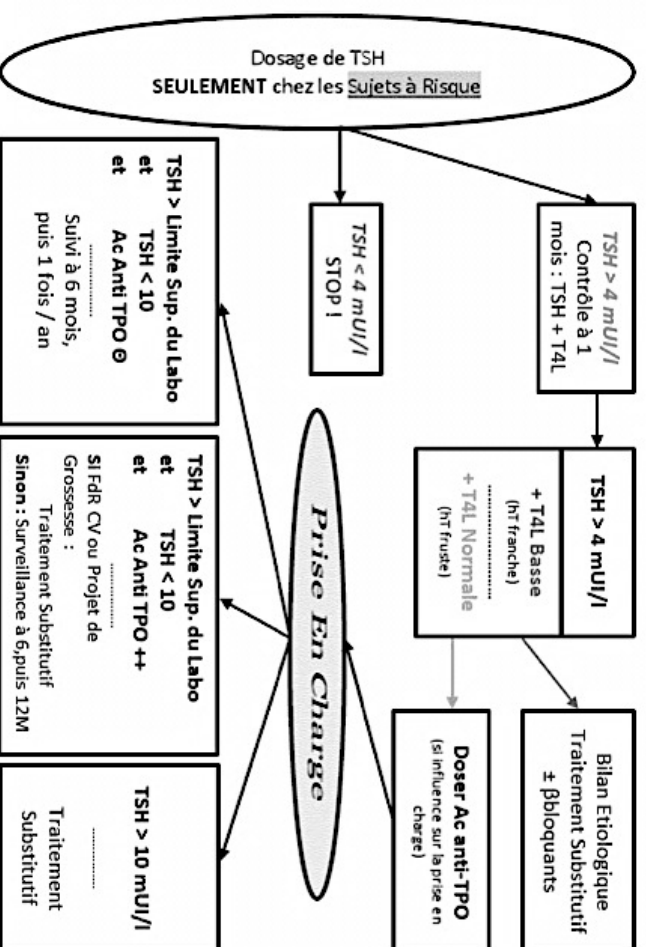 Dosage de TSH
SEULEMENT chez les Sujets à Risque
TSH > 4 mUI/l
Contrôle à 1
mois : TSH + T4L
TSH < 4 mUI/l
STOP !
TSH > 4 mUI/l
+ T4L Basse
(hT franche)
....................
+ T4L Normale
(hT fruste)
Bilan Etiologique
Traitement Substitutif
± βbloquants
Doser Ac anti-TPO
(si influence sur la prise en
charge)
Prise En Charge
TSH > Limite Sup. du Labo
et TSH < 10
et Ac Anti TPO Θ
....................
Suivi à 6 mois,
puis 1 fois / an
TSH > Limite Sup. du Labo
et TSH < 10
et Ac Anti TPO ++
....................
SI FdR CV ou Projet de
Grossesse :
Traitement Substitutif
Sinon : Surveillance à 6,puis 12M
TSH > 10 mUI/l
....................
Traitement
Substitutif